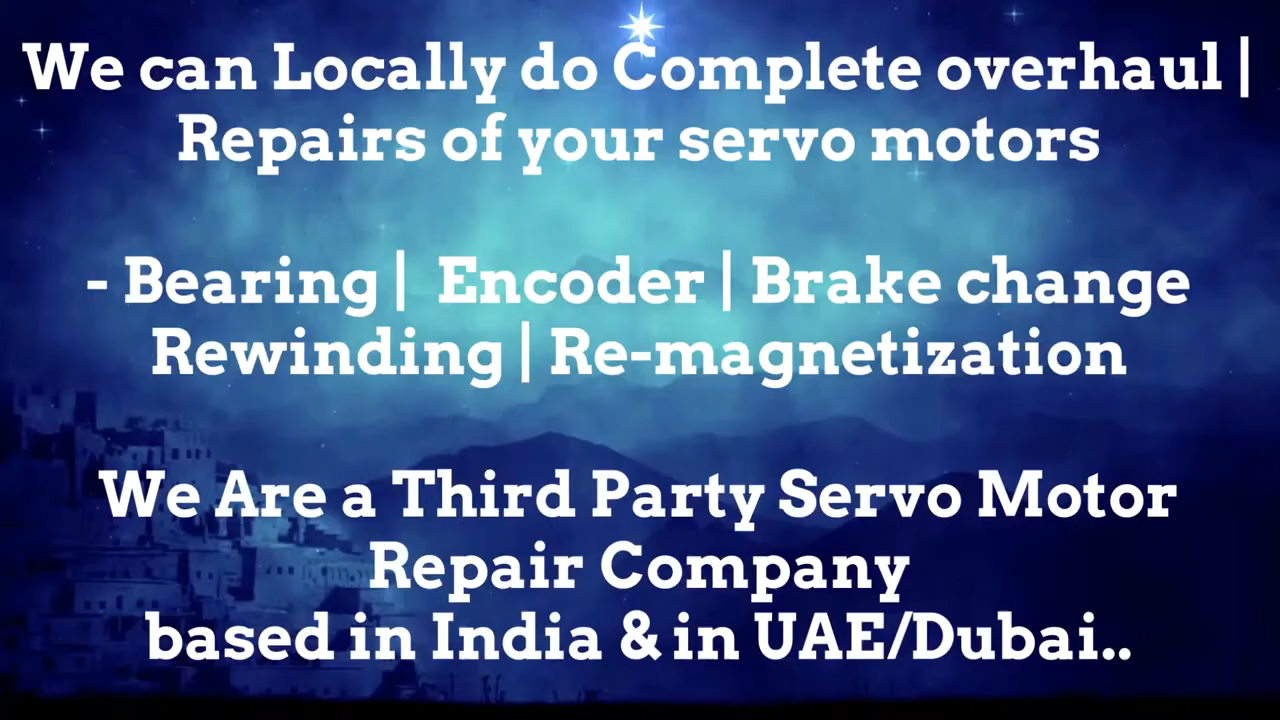 We can Locally do Complete overhaul |
Repairs of your servo motors
- Bearing | Encoder | Brake change
Rewinding | Re-magnetization
We Are a Third Party Servo Motor
Repair Company
based in India & in UAE/Dubai..